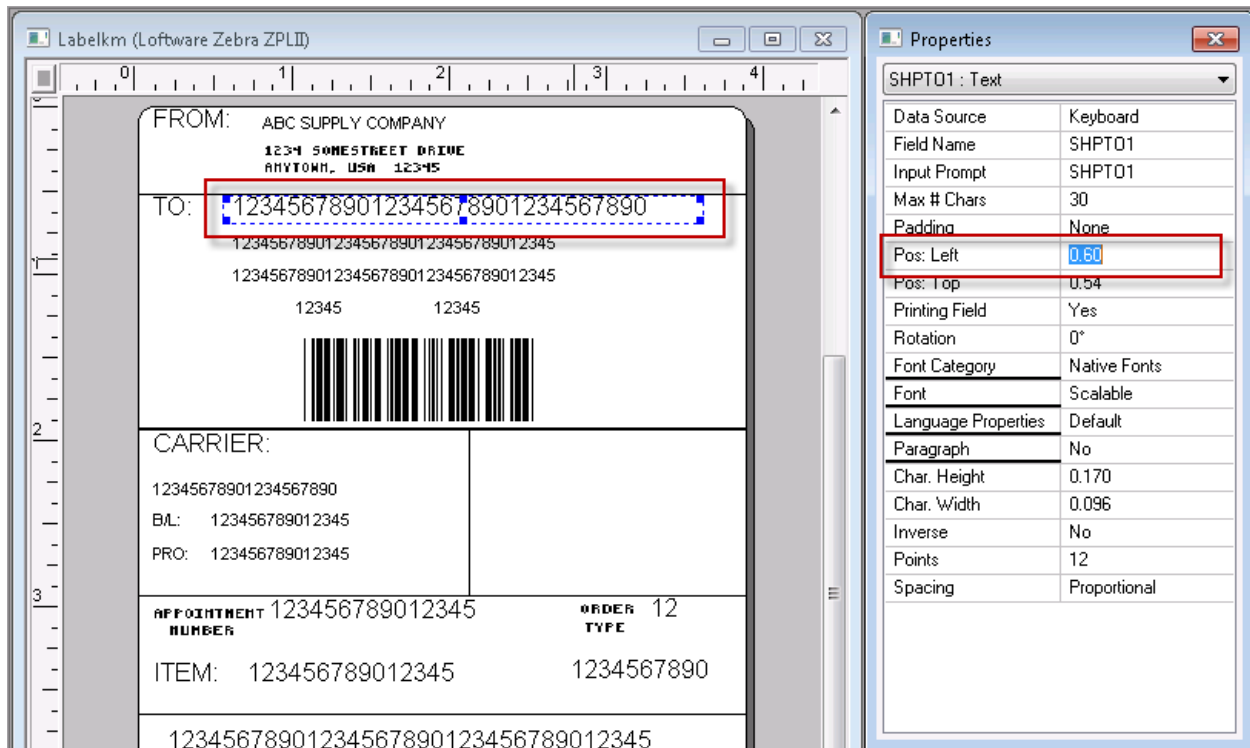 Labelkm (Loftware Zebra ZPLII)
0 1 2 3 4
FROM: ABC SUPPLY COMPANY
1234 SOMESTREET DRIVE
ANYTOWN, USA 12345
TO: 123456789012345678901234567890
12345678901234567890123456789012345
12345678901234567890123456789012345
12345 12345
1
2
CARRIER:
12345678901234567890
B/L: 123456789012345
PRO: 123456789012345
3
APPOINTMENT 123456789012345 ORDER 12
NUMBER TYPE
ITEM: 123456789012345 1234567890
12345678901234567890123456789012345
Properties
SHPTO1 : Text
Data Source Keyboard
Field Name SHPTO1
Input Prompt SHPTO1
Max # Chars 30
Padding None
Pos: Left 0.60
Pos: Top 0.54
Printing Field Yes
Rotation 0°
Font Category Native Fonts
Font Scalable
Language Properties Default
Paragraph No
Char. Height 0.170
Char. Width 0.096
Inverse No
Points 12
Spacing Proportional